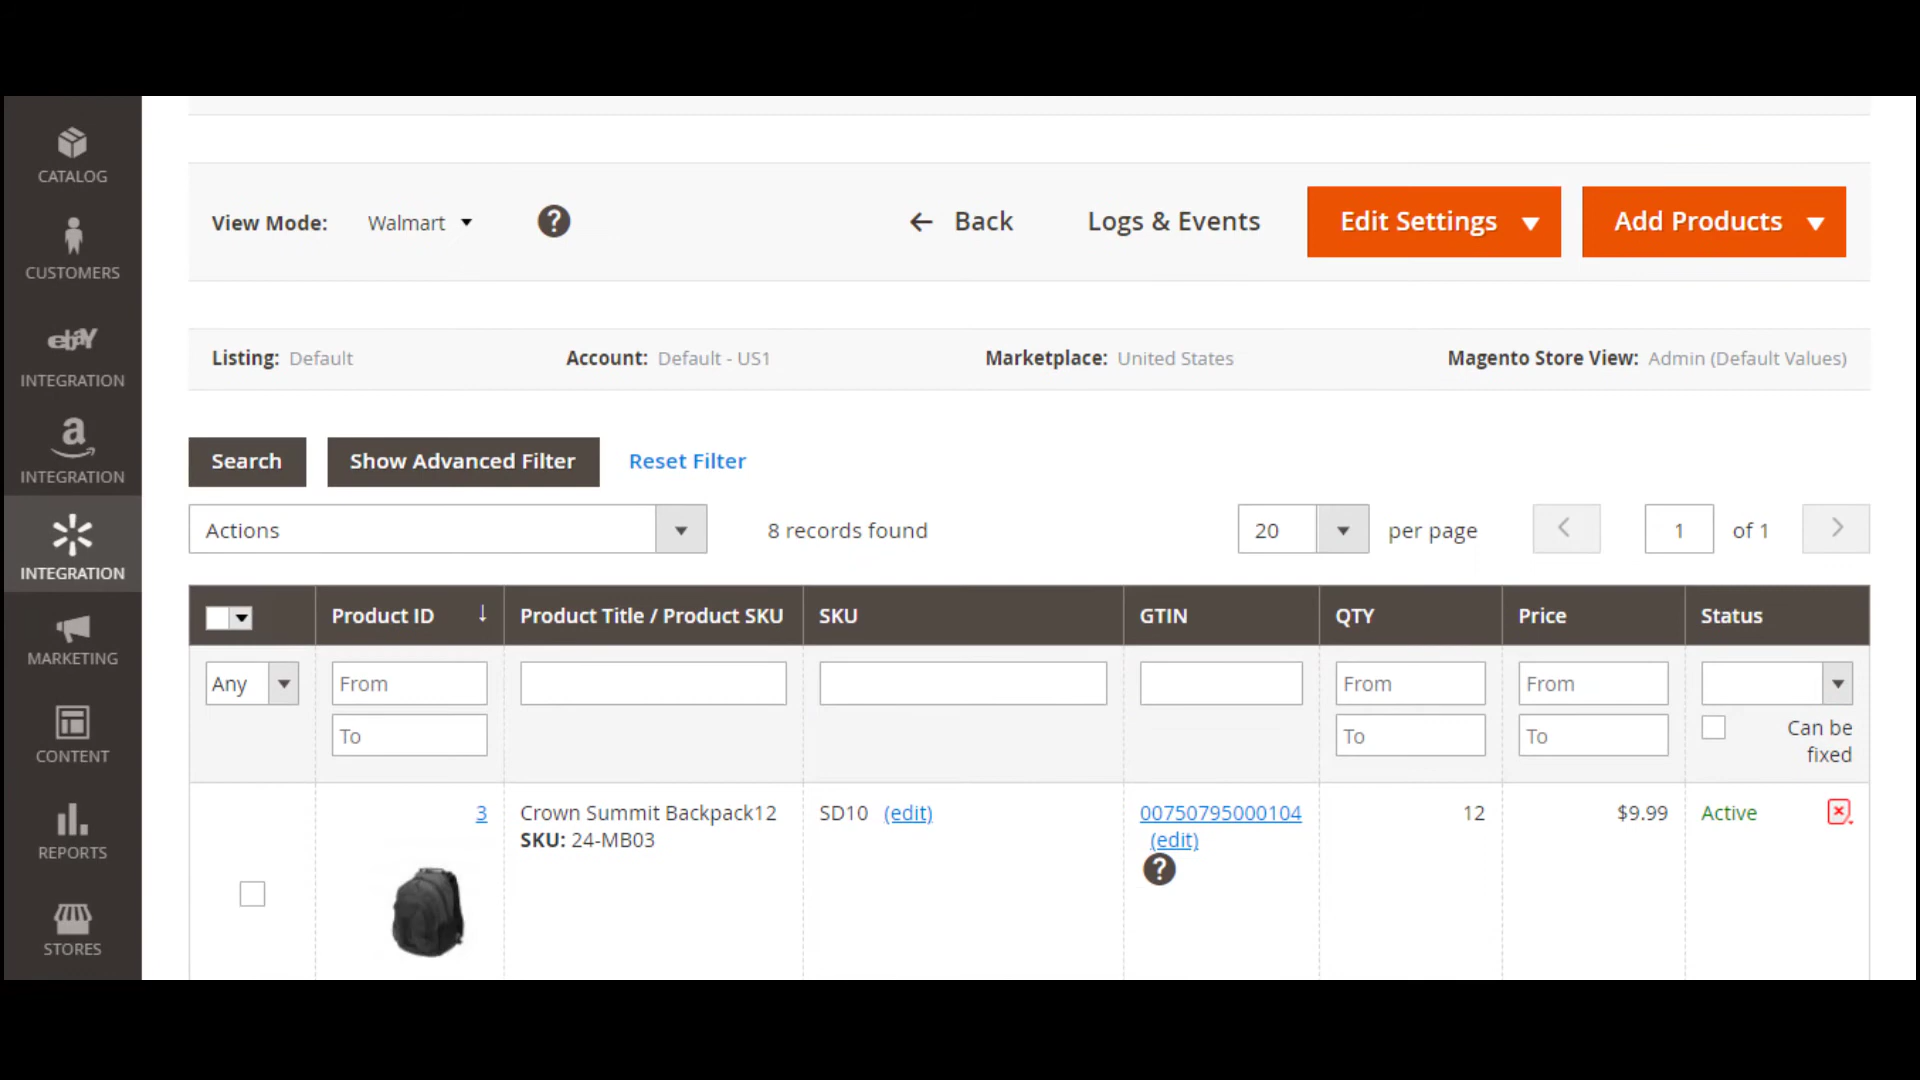 CATALOG
CUSTOMERS
ebay
INTEGRATION
a
INTEGRATION
INTEGRATION
MARKETING
CONTENT
REPORTS
STORES
View Mode: Walmart ?
Back Logs & Events Edit Settings Add Products
Listing: Default Account: Default - US1 Marketplace: United States Magento Store View: Admin (Default Values)
Search Show Advanced Filter Reset Filter
Actions 8 records found 20 per page 1 of 1
Product ID ↓ Product Title / Product SKU SKU GTIN QTY Price Status
Any From From From
To To To Can be
fixed
3 Crown Summit Backpack12 SD10 (edit) 00750795000104 12 $9.99 Active
SKU: 24-MB03 (edit)
?